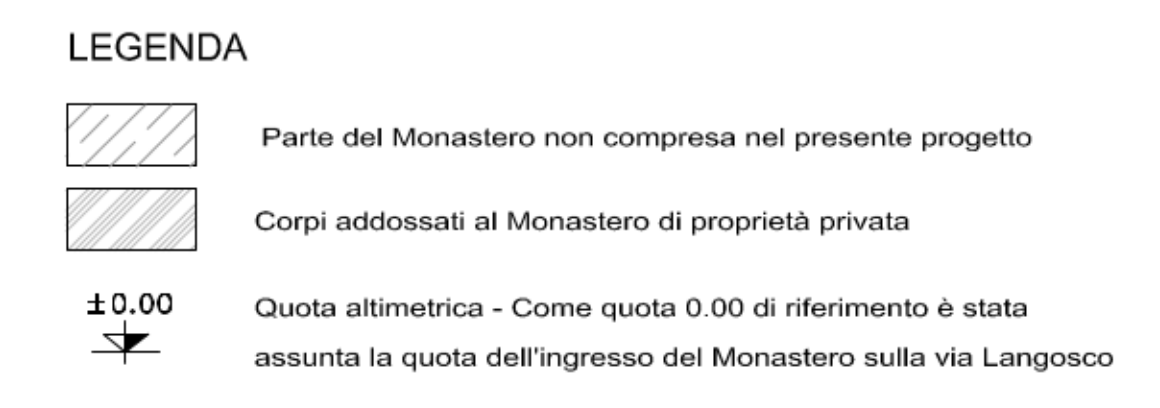 LEGENDA
Parte del Monastero non compresa nel presente progetto
Corpi addossati al Monastero di proprietà privata
±0.00 Quota altimetrica - Come quota 0.00 di riferimento è stata
assunta la quota dell'ingresso del Monastero sulla via Langosco